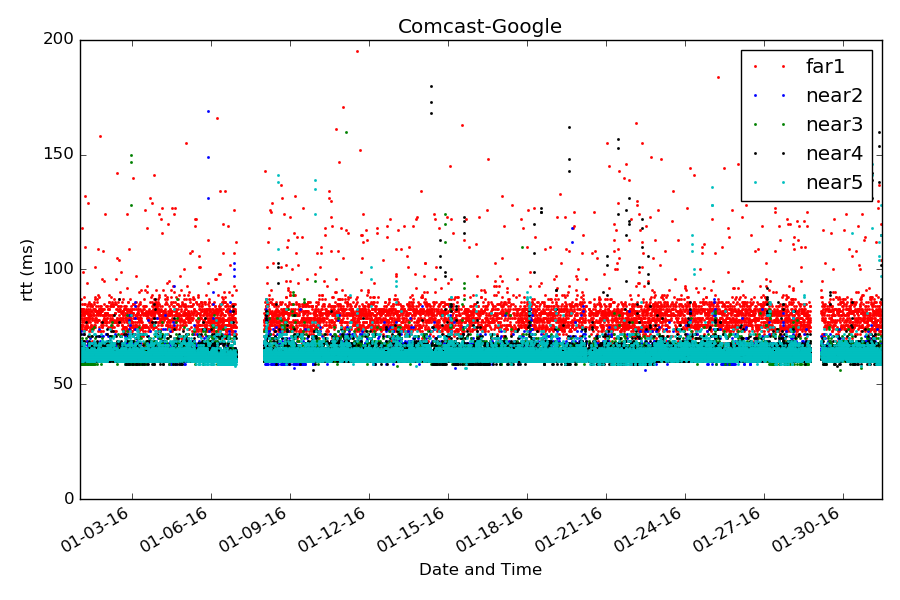 Comcast-Google
200
150
100
50
0
rtt (ms)
far1
near2
near3
near4
near5
01-03-16
01-06-16
01-09-16
01-12-16
01-15-16
01-18-16
01-21-16
01-24-16
01-27-16
01-30-16
Date and Time